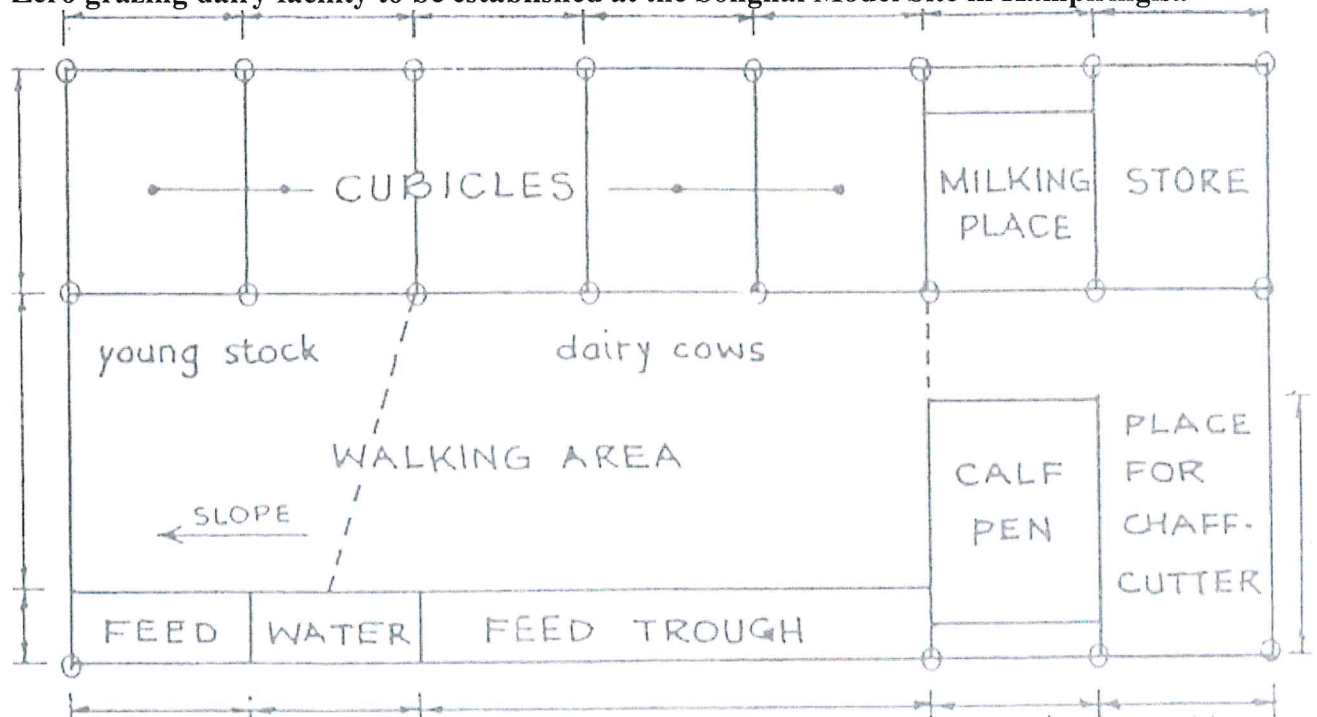 Zero grazing dairy facility to be established at the Songhai Model Site in
CUBICLES
MILKING
PLACE
STORE
young stock
dairy cows
WALKING AREA
SLOPE
CALF
PEN
PLACE
FOR
CHAFF-
CUTTER
FEED
WATER
FEED TROUGH